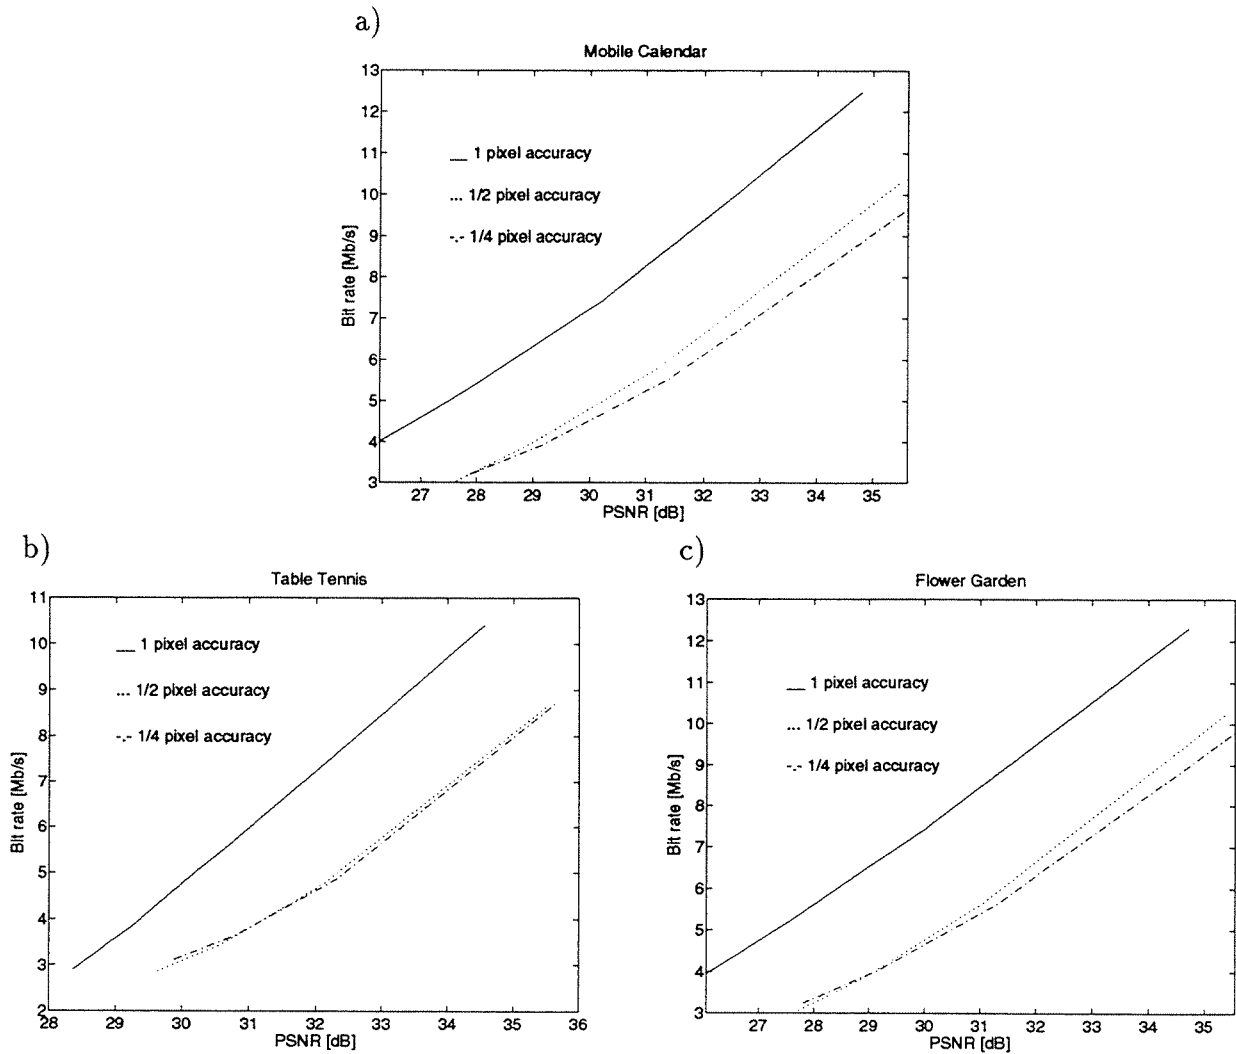 a)
Mobile Calendar
13
12
11
10
9
8
7
6
5
4
3
Bit rate [Mb/s]
__ 1 pixel accuracy
... 1/2 pixel accuracy
-.- 1/4 pixel accuracy
27 28 29 30 31 32 33 34 35
PSNR [dB]
b)
Table Tennis
11
10
9
8
7
6
5
4
3
2
Bit rate [Mb/s]
__ 1 pixel accuracy
... 1/2 pixel accuracy
-.- 1/4 pixel accuracy
28 29 30 31 32 33 34 35 36
PSNR [dB]
c)
Flower Garden
13
12
11
10
9
8
7
6
5
4
3
Bit rate [Mb/s]
__ 1 pixel accuracy
... 1/2 pixel accuracy
-.- 1/4 pixel accuracy
27 28 29 30 31 32 33 34 35
PSNR [dB]